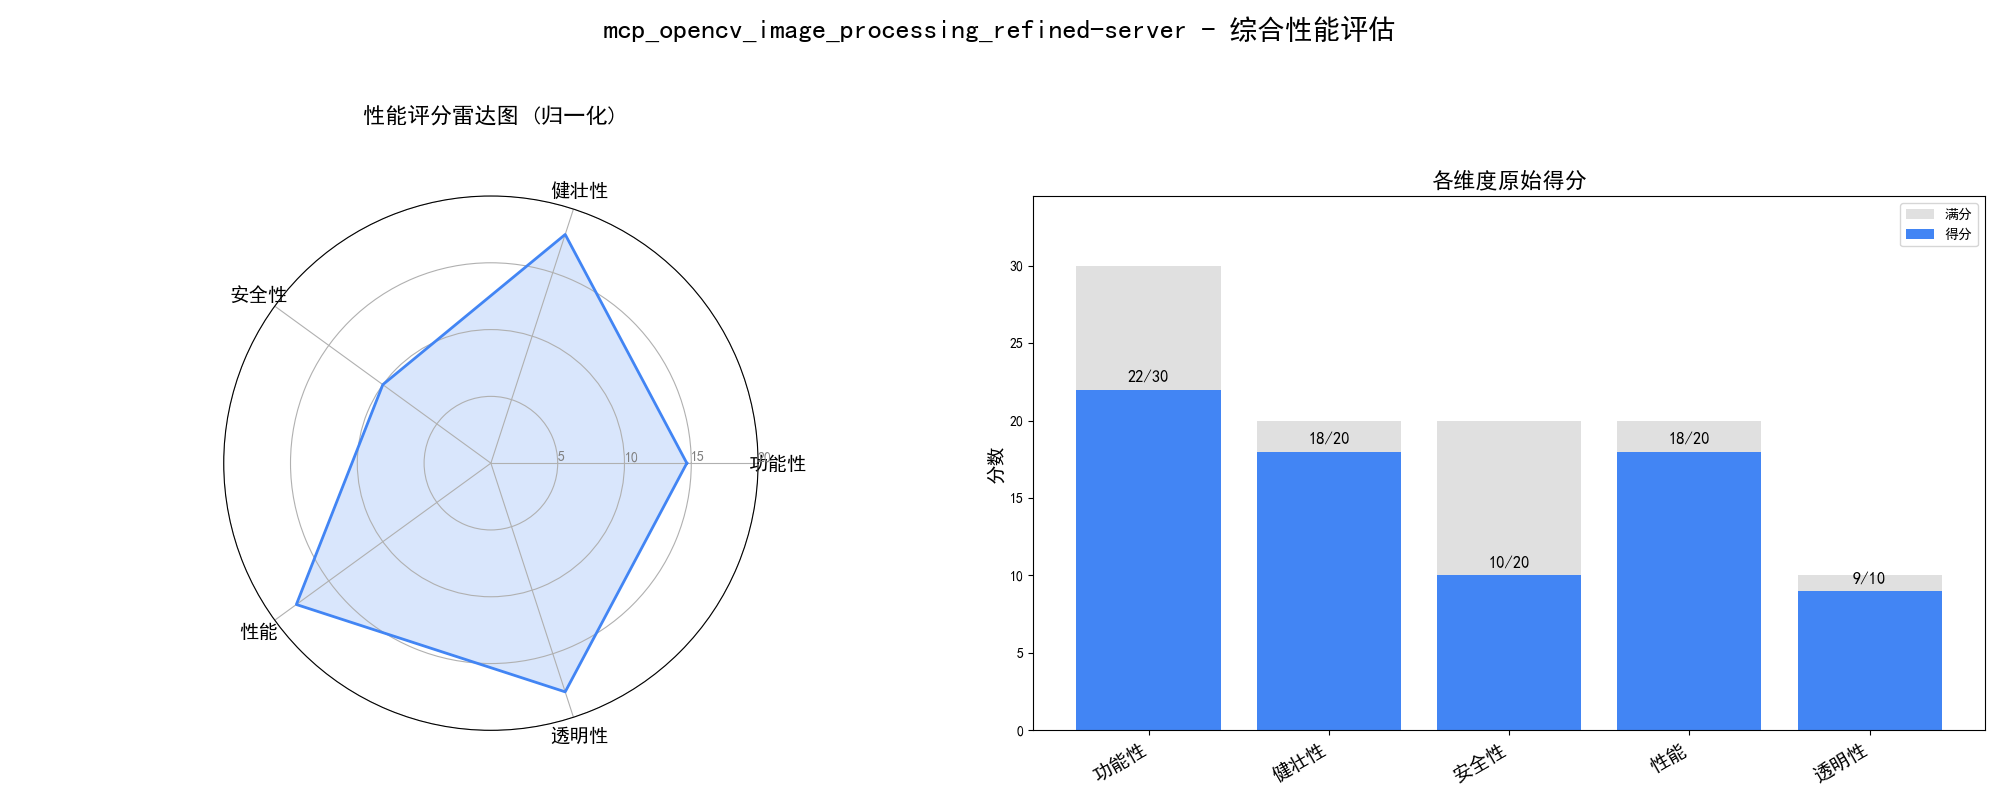 mcp_opencv_image_processing_refined-server - 综合性能评估
性能评分雷达图 (归一化)
健壮性
安全性
功能性
性能
透明性
5
10
15
20
各维度原始得分
满分
得分
分数
30
25
20
15
10
5
0
22/30
18/20
10/20
18/20
9/10
功能性
健壮性
安全性
性能
透明性